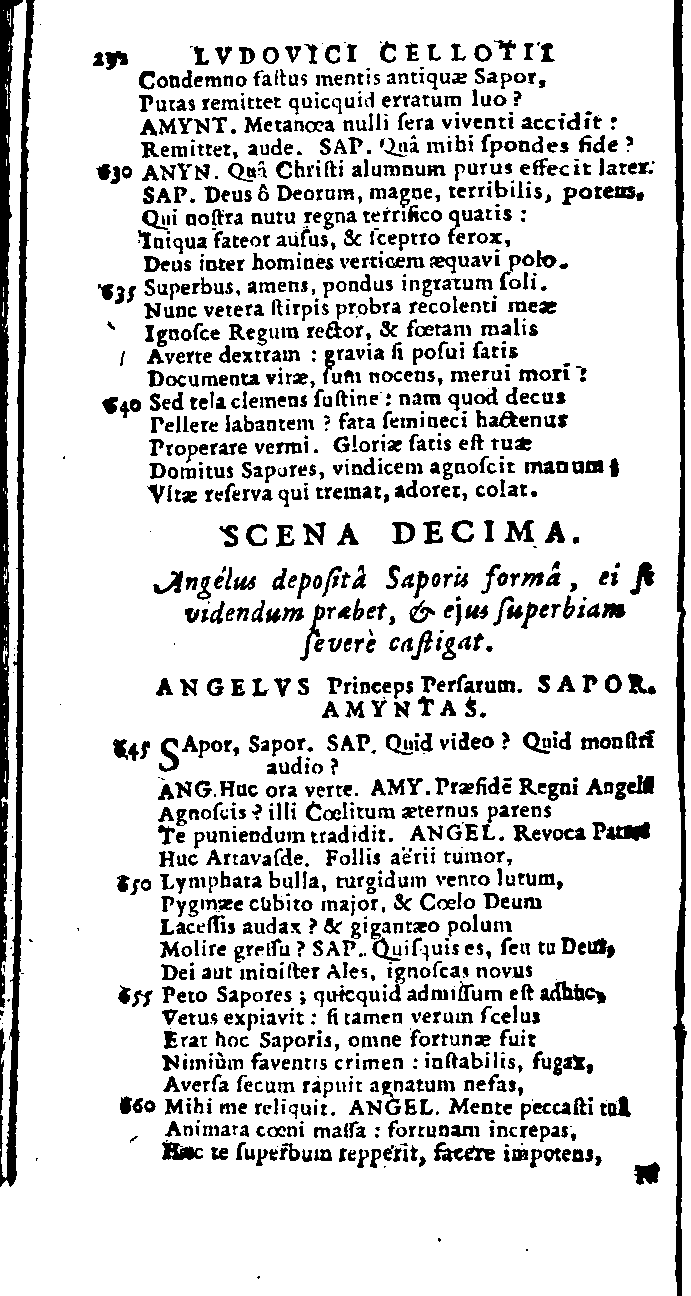 232 LVDOVICI CELLOTII
Condemno faſtus mentis antiquæ Sapor,
Putas remittet quicquid erratum luo ?
AMYNT. Metanœa nulli ſera viventi accidit :
Remittet, aude. SAP. Quâ mihi ſpondes fide ?
630 ANYN. Quâ Chriſti alumnum purus effecit later.
SAP. Deus ô Deorum, magne, terribilis, potens,
Qui noſtra nutu regna terrifico quatis :
Iniqua fateor auſus, & ſceptro ferox,
Deus inter homines verticem æquavi polo.
635 Superbus, amens, pondus ingratum ſoli.
Nunc vetera ſtirpis probra recolenti meæ
Ignoſce Regum rector, & fœtam malis
Averte dextram : gravia ſi poſui ſatis
Documenta vitæ, ſum nocens, merui mori :
640 Sed tela clemens ſuſtine : nam quod decus
Pellere labantem ? fata ſemineci hactenus
Properare vermi. Gloriæ ſatis eſt tuæ
Domitus Sapores, vindicem agnoſcit manum ;
Vitæ reſerva qui tremat, adoret, colat.
SCENA DECIMA.
Angelus depoſitâ Saporis formâ, ei ſe
videndum præbet, & ejus ſuperbiam
ſeverè caſtigat.
ANGELVS Princeps Perſarum. SAPOR.
AMYNTAS.
645 SApor, Sapor. SAP. Quid video ? Quid monſtri
audio ?
ANG. Huc ora verte. AMY. Præſidē Regni Angelū
Agnoſcis ? illi Cœlitum æternus parens
Te puniendum tradidit. ANGEL. Revoca
Huc Artavaſde. Follis aërii tumor,
650 Lymphata bulla, turgidum vento lutum,
Pygmæe cubito major, & Cœlo Deum
Laceſſis audax ? & gigantæo polum
Molire greſſu ? SAP. Quiſquis es, ſeu tu Deus,
Dei aut miniſter Ales, ignoſcas novus
655 Peto Sapores ; quicquid admiſſum eſt adhuc,
Vetus expiavit : ſi tamen verum ſcelus
Erat hoc Saporis, omne fortunæ fuit
Nimiùm faventis crimen : inſtabilis, fugax,
Averſa ſecum rapuit agnatum nefas,
660 Mihi me reliquit. ANGEL. Mente peccaſti tuâ
Animata cœni maſſa : fortunam increpas,
Hæc te ſuperbum repperit, facere impotens,